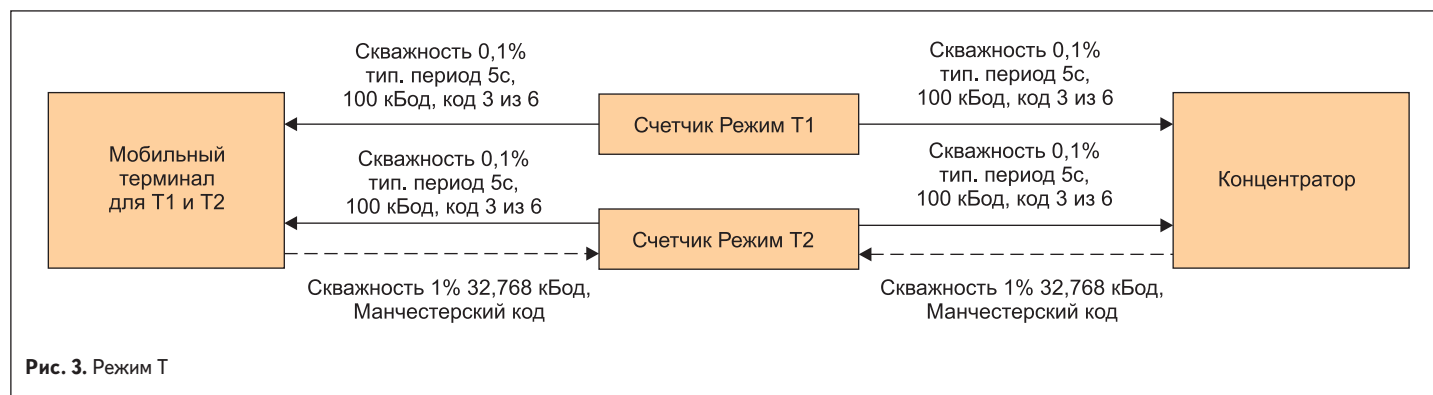 Скважность 0,1%
тип. период 5с,
100 кБод, код 3 из 6
Скважность 0,1%
тип. период 5с,
100 кБод, код 3 из 6
Мобильный
терминал
для Т1 и Т2
Счетчик Режим Т1
Концентратор
Скважность 0,1%
тип. период 5с,
100 кБод, код 3 из 6
Скважность 0,1%
тип. период 5с,
100 кБод, код 3 из 6
Счетчик Режим Т2
Скважность 1% 32,768 кБод,
Манчестерский код
Скважность 1% 32,768 кБод,
Манчестерский код
Рис. 3. Режим Т